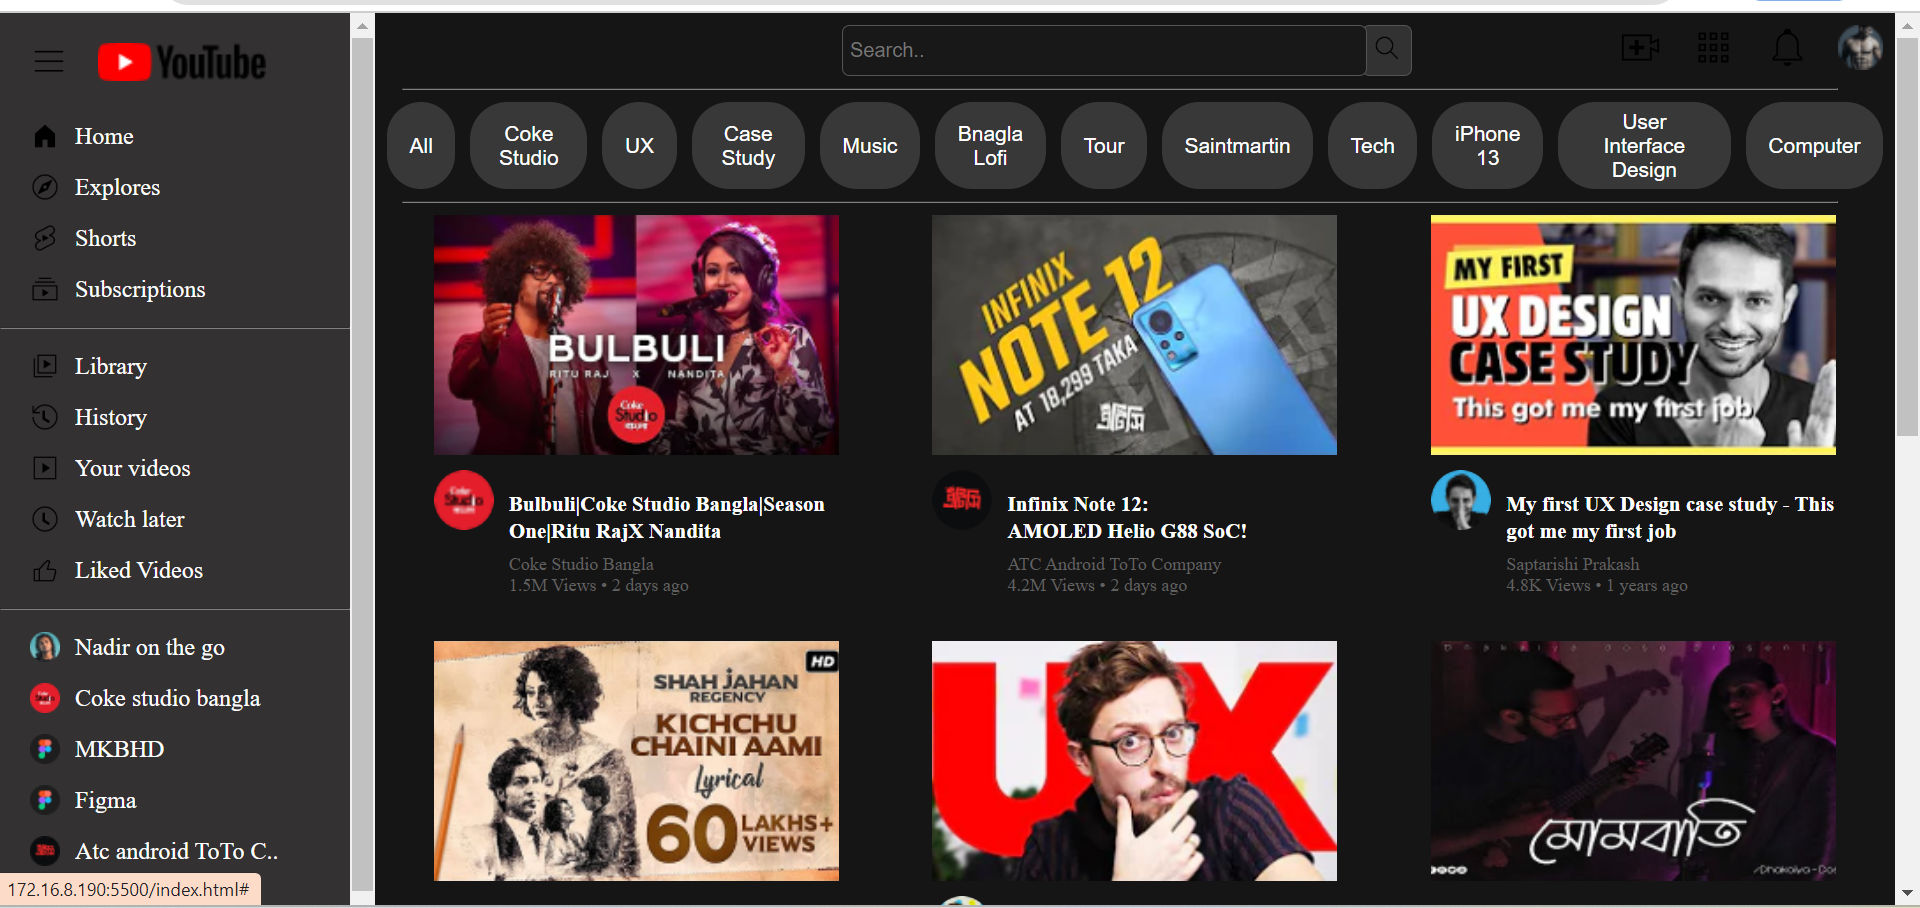 YouTube
Search..
Home
Explores
Shorts
Subscriptions
Library
History
Your videos
Watch later
Liked Videos
Nadir on the go
Coke studio bangla
MKBHD
Figma
Atc android ToTo C..
172.16.8.190:5500/index.html#
All
Coke
Studio
UX
Case
Study
Music
Bnagla
Lofi
Tour
Saintmartin
Tech
iPhone
13
User
Interface
Design
Computer
BULBULI
RITU RAJ X NANDITA
Coke
Studio
বাংলা
Bulbuli|Coke Studio Bangla|Season
One|Ritu RajX Nandita
Coke Studio Bangla
1.5M Views • 2 days ago
INFINIX
NOTE 12
AT 18,299 TAKA
এটিসি
Infinix Note 12:
AMOLED Helio G88 SoC!
ATC Android ToTo Company
4.2M Views • 2 days ago
MY FIRST
UX DESIGN
CASE STUDY
This got me my first job
My first UX Design case study - This
got me my first job
Saptarishi Prakash
4.8K Views • 1 years ago
HD
SHAH JAHAN
REGENCY
KICHCHU
CHAINI AAMI
Lyrical
60 LAKHS+
VIEWS
UX
Dhakaiya Dose Presents
মোমবাতি